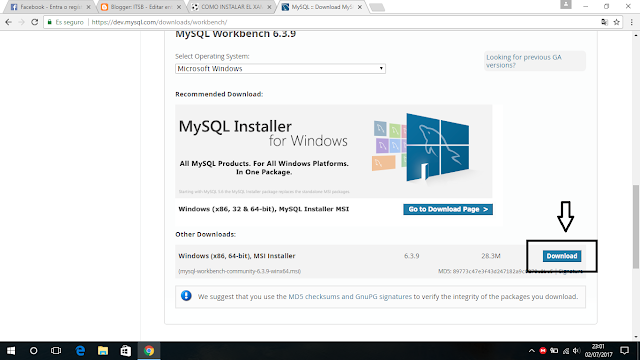 Facebook - Entra o regis
Blogger: ITSB - Editar en
COMO INSTALAR EL XAM
MySQL :: Download MyS
Es seguro
https://dev.mysql.com/downloads/workbench/
MySQL Workbench 6.3.9
Select Operating System:
Microsoft Windows
Looking for previous GA
versions?
Recommended Download:
MySQL Installer
for Windows
All MySQL Products. For All Windows Platforms.
In One Package.
Starting with MySQL 5.6 the MySQL Installer package replaces the standalone MSI packages.
Windows (x86, 32 & 64-bit), MySQL Installer MSI
Go to Download Page >
Other Downloads:
Windows (x86, 64-bit), MSI Installer
6.3.9
28.3M
Download
(mysql-workbench-community-6.3.9-winx64.msi)
MD5:
Signature
We suggest that you use the MD5 checksums and GnuPG signatures to verify the integrity of the packages you download.
23:01
02/07/2017